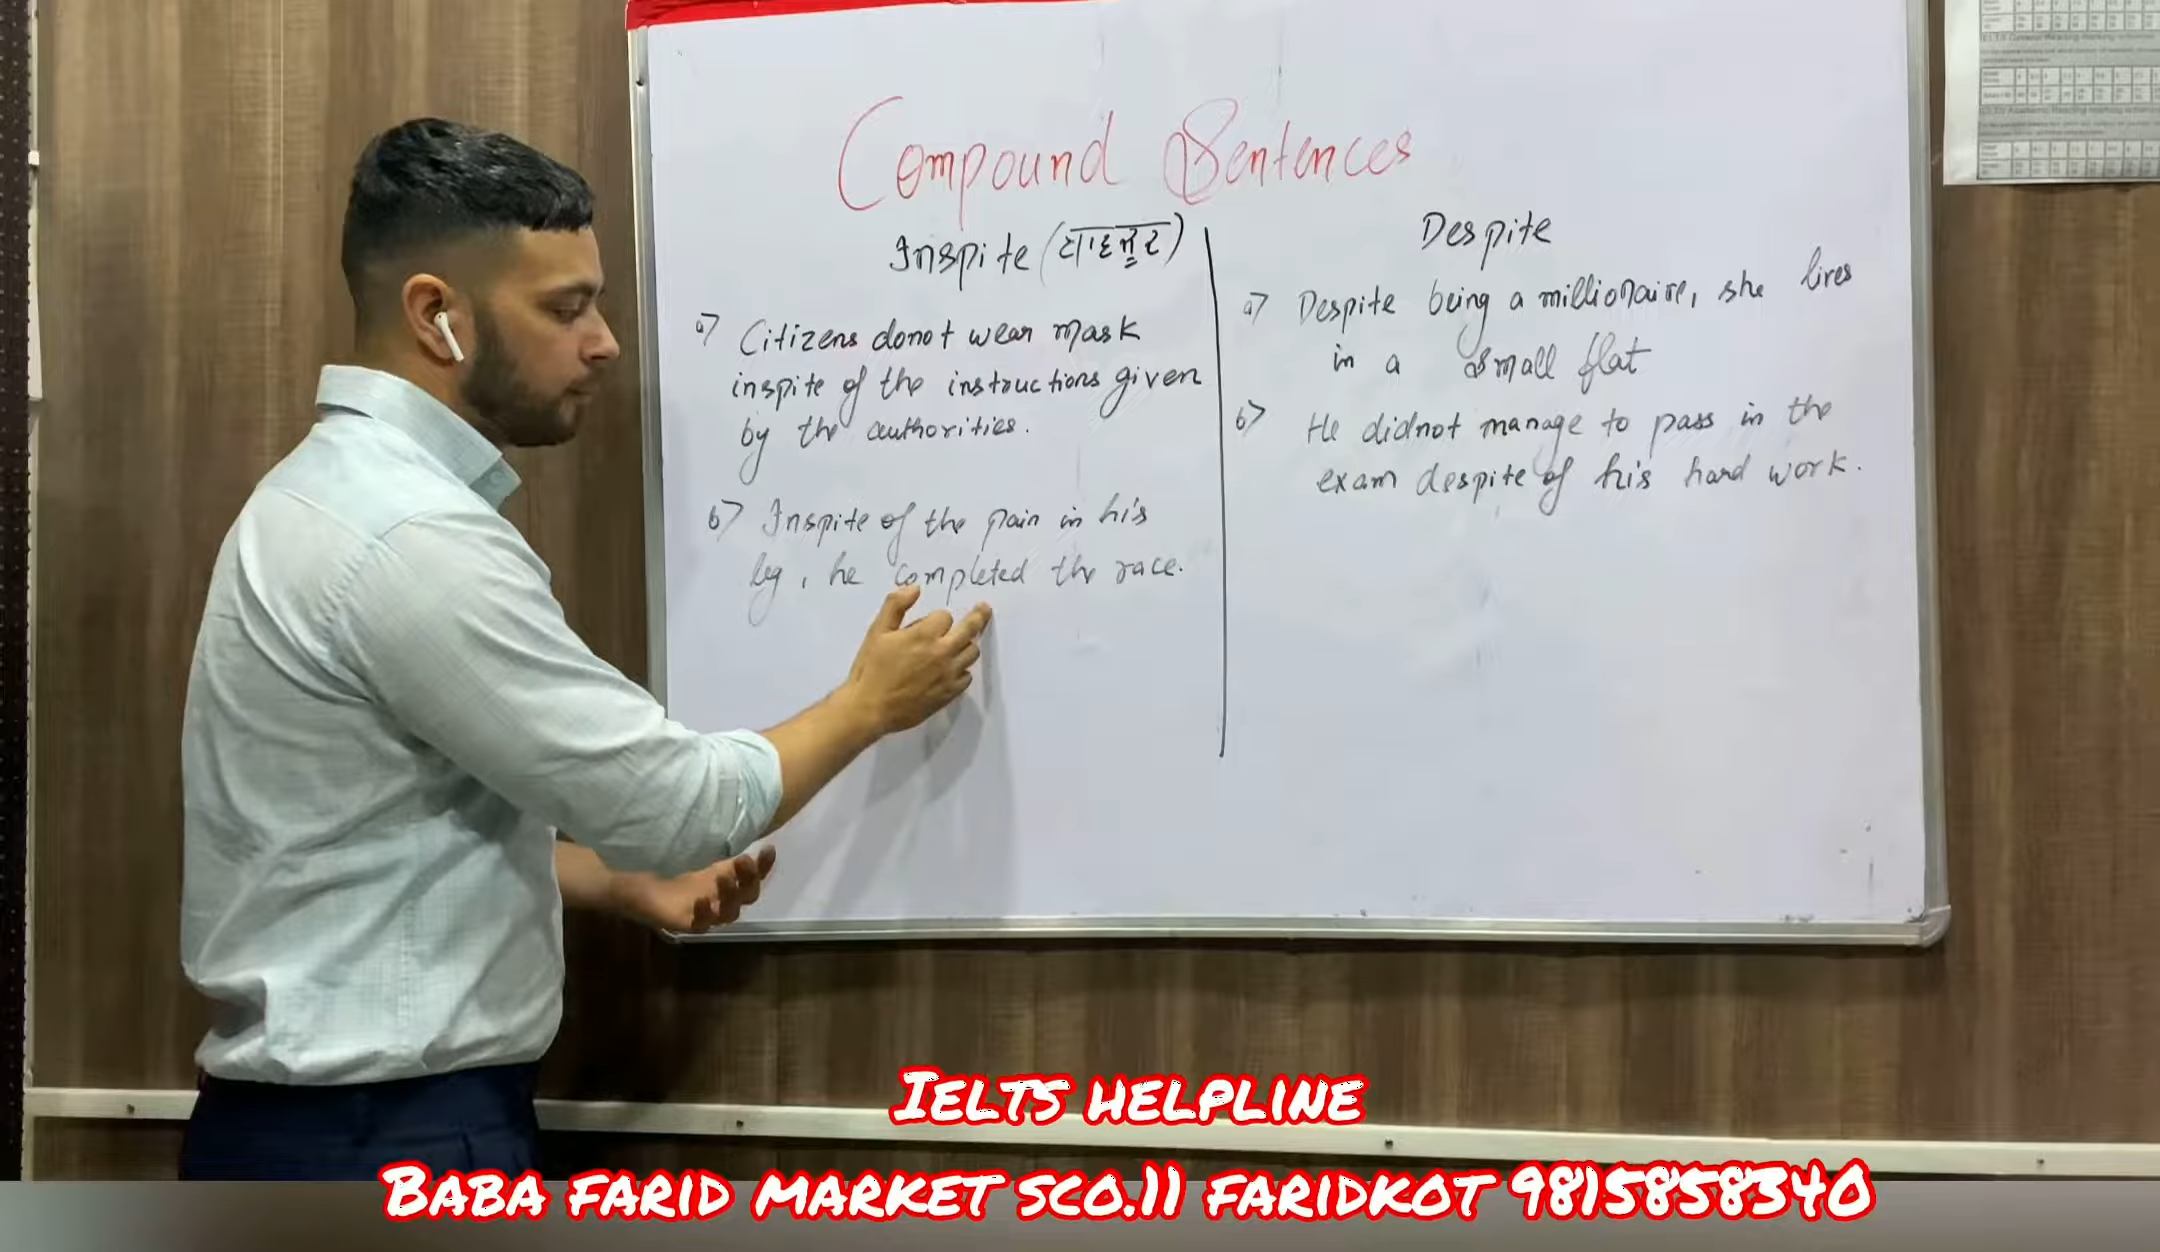 Compound Sentences
Inspite
a) Citizens donot wear mask
inspite of the instructions given
by the authorities.
b) Inspite of the pain in his
leg, he completed the race.
Despite
a) Despite being a millionaire, she lives
in a small flat
b) He didnot manage to pass in the
exam despite of his hard work.
IELTS HELPLINE
BABA FARID MARKET SCO.11 FARIDKOT 9815858340